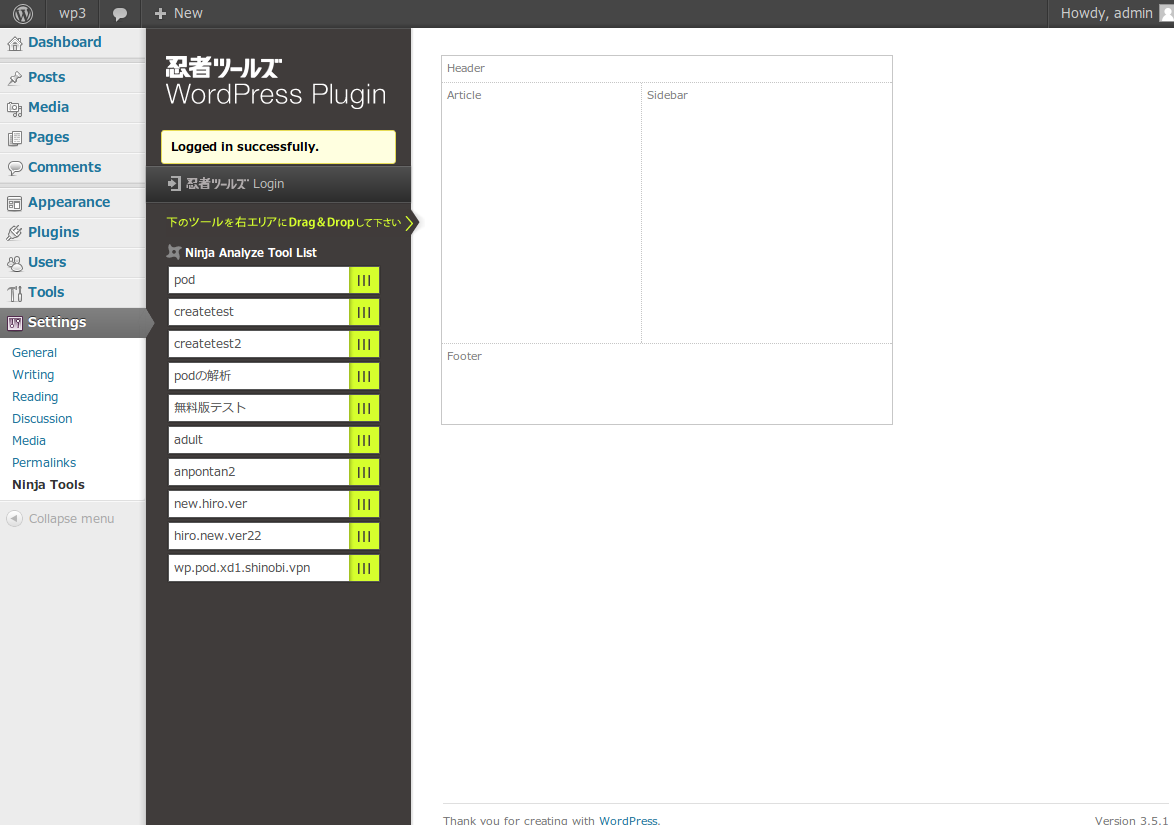 wp3
New
Howdy, admin
Dashboard
Posts
Media
Pages
Comments
Appearance
Plugins
Users
Tools
Settings
General
Writing
Reading
Discussion
Media
Permalinks
Ninja Tools
Collapse menu
忍者ツールズ
WordPress Plugin
Logged in successfully.
忍者ツールズ Login
下のツールを右エリアにDrag&Dropして下さい
Ninja Analyze Tool List
pod
createtest
createtest2
podの解析
無料版テスト
adult
anpontan2
new.hiro.ver
hiro.new.ver22
wp.pod.xd1.shinobi.vpn
Header
Article
Sidebar
Footer
Thank you for creating with WordPress.
Version 3.5.1